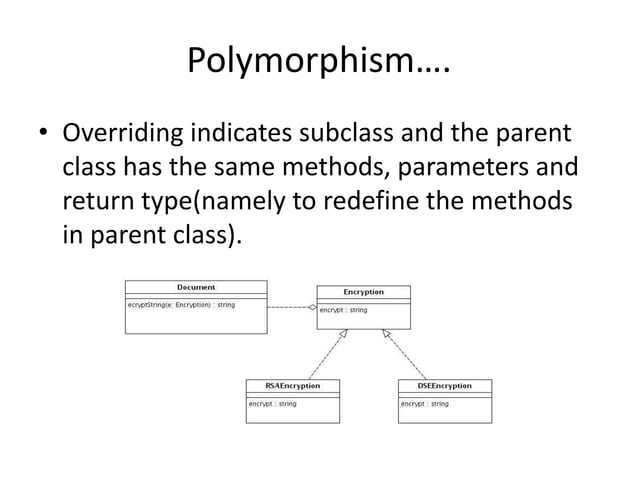 Polymorphism….
• Overriding indicates subclass and the parent
class has the same methods, parameters and
return type(namely to redefine the methods
in parent class).
Document
ecryptString(e: Encryption) : string
Encryption
encrypt : string
RSAEncryption
encrypt : string
DSEEncryption
encrypt : string